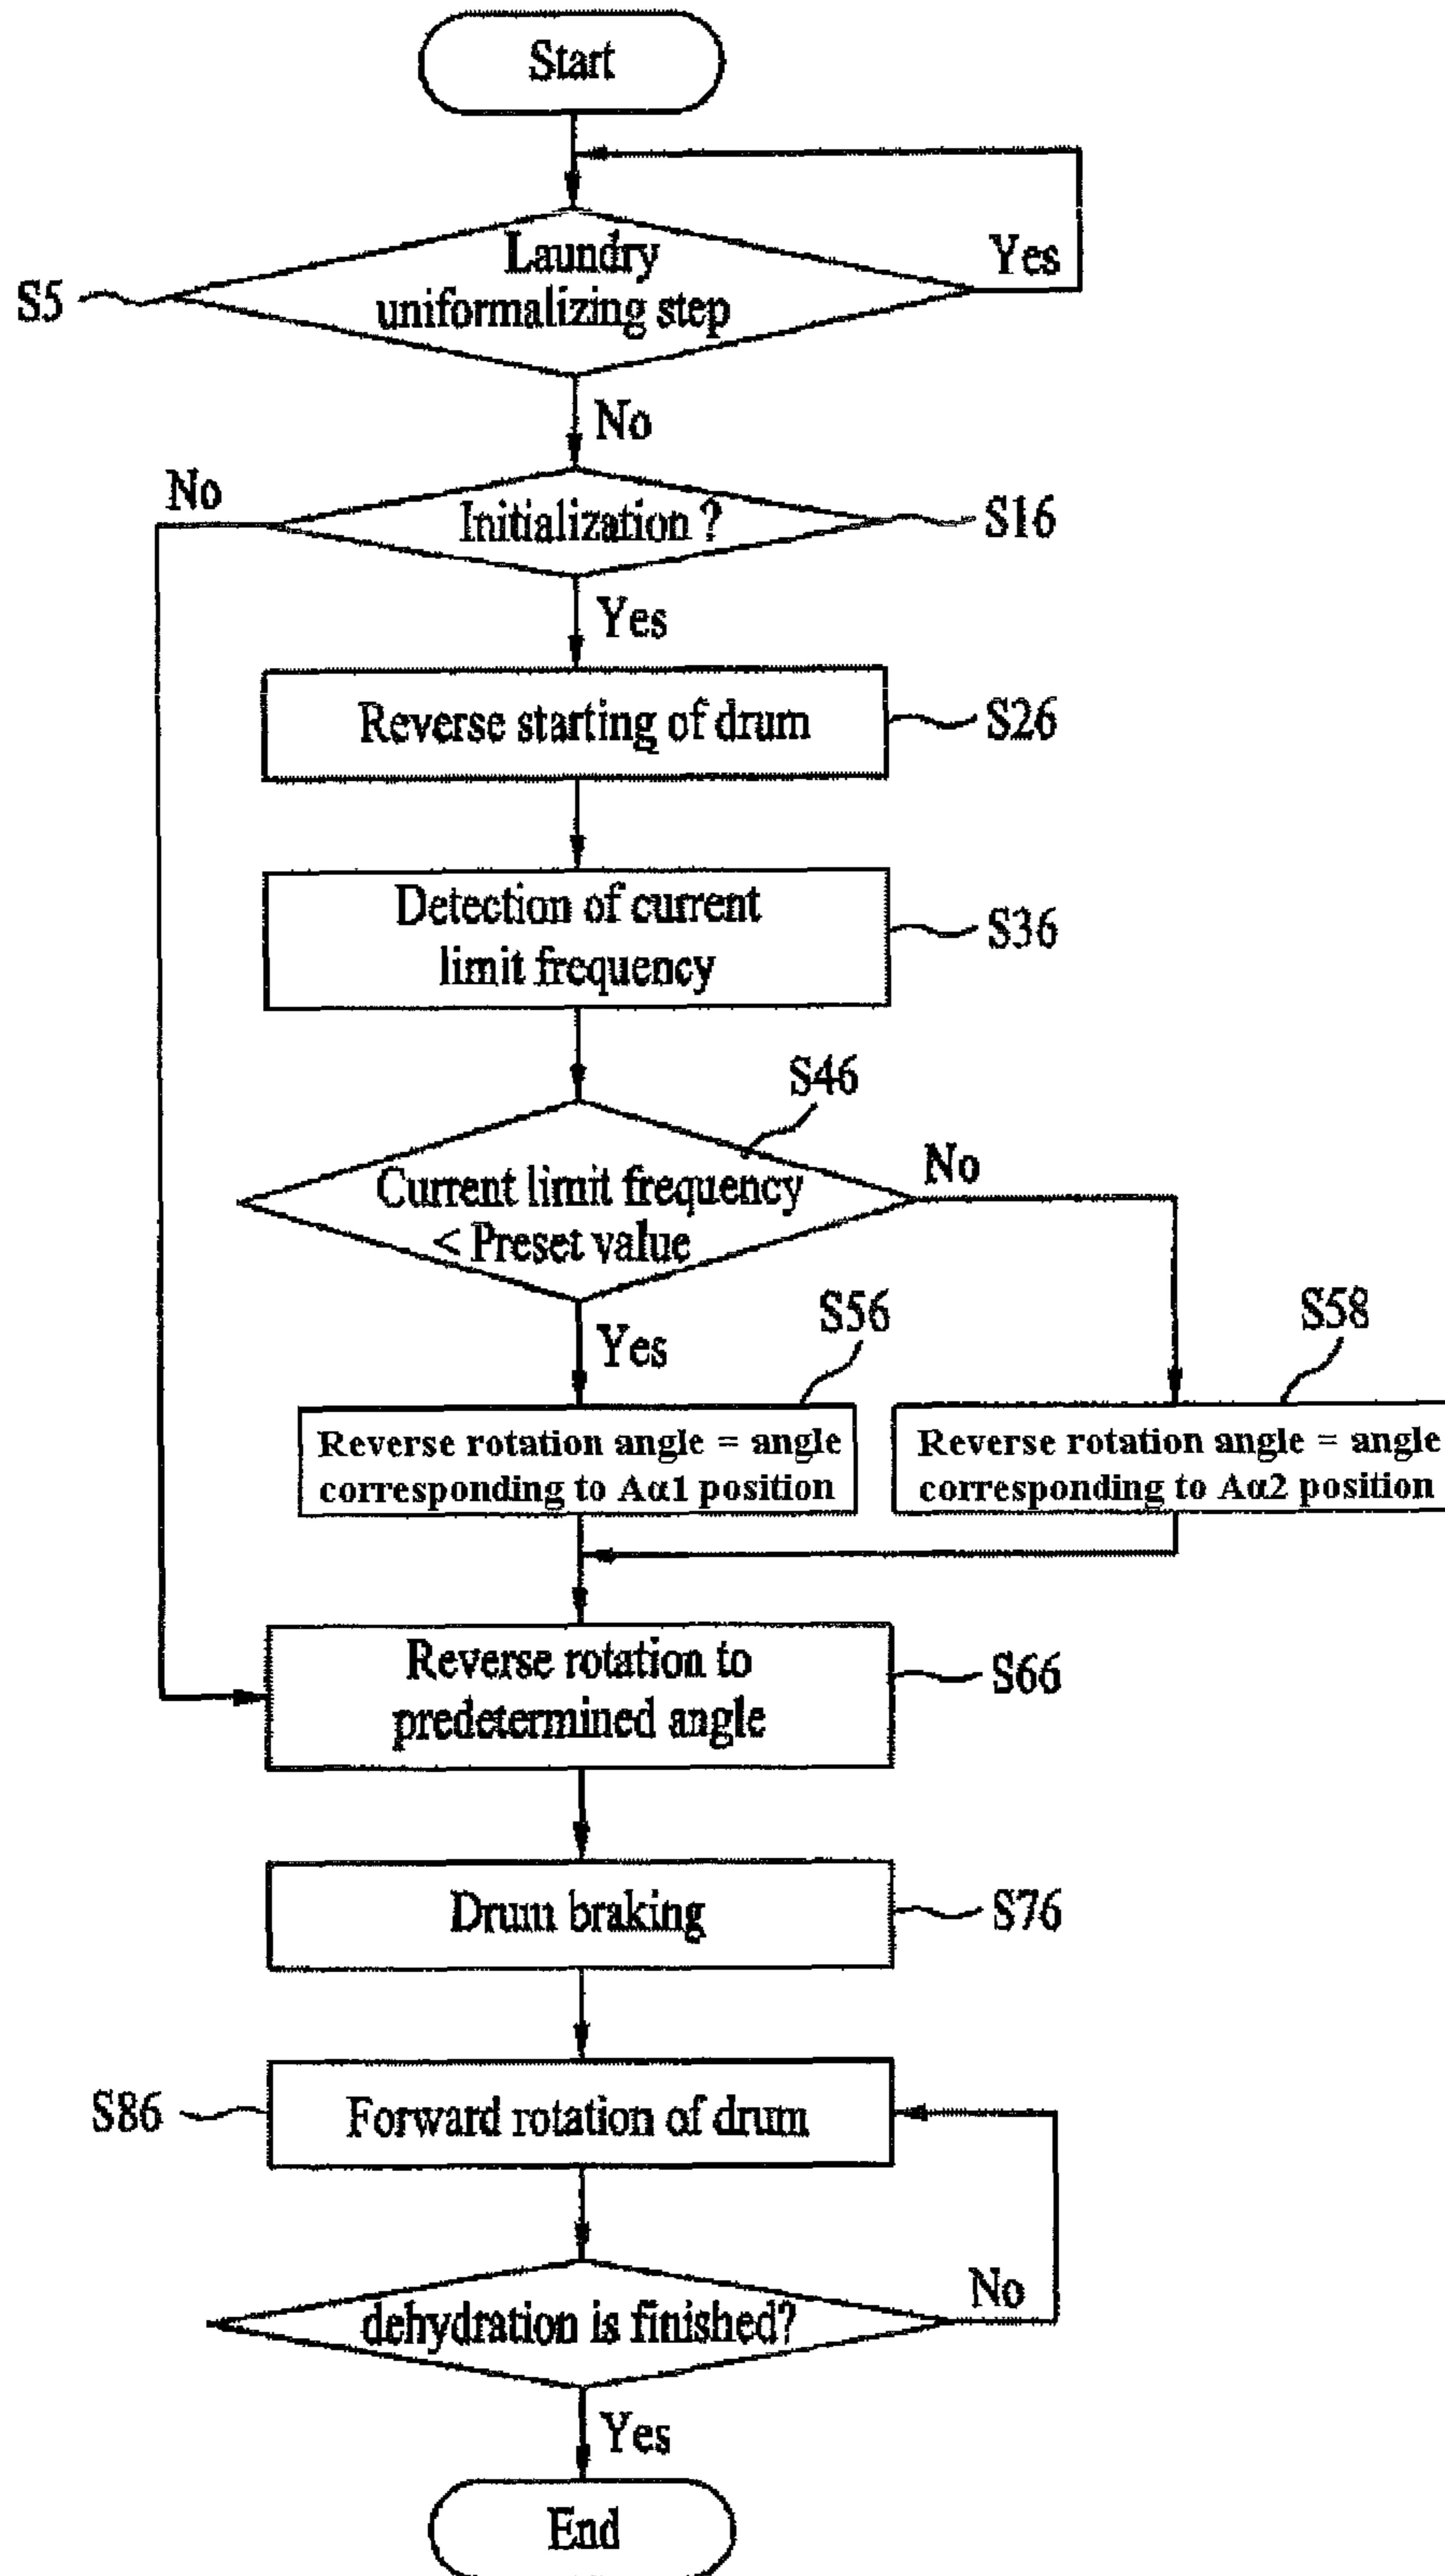 Start
Laundry
uniformalizing step
Yes
S5
No
No
Initialization ?
S16
Yes
Reverse starting of drum
S26
Detection of current
limit frequency
S36
S46
Current limit frequency
< Preset value
No
Yes
S56
S58
Reverse rotation angle = angle
corresponding to Aα1 position
Reverse rotation angle = angle
corresponding to Aα2 position
Reverse rotation to
predetermined angle
S66
Drum braking
S76
S86
Forward rotation of drum
dehydration is finished?
No
Yes
End